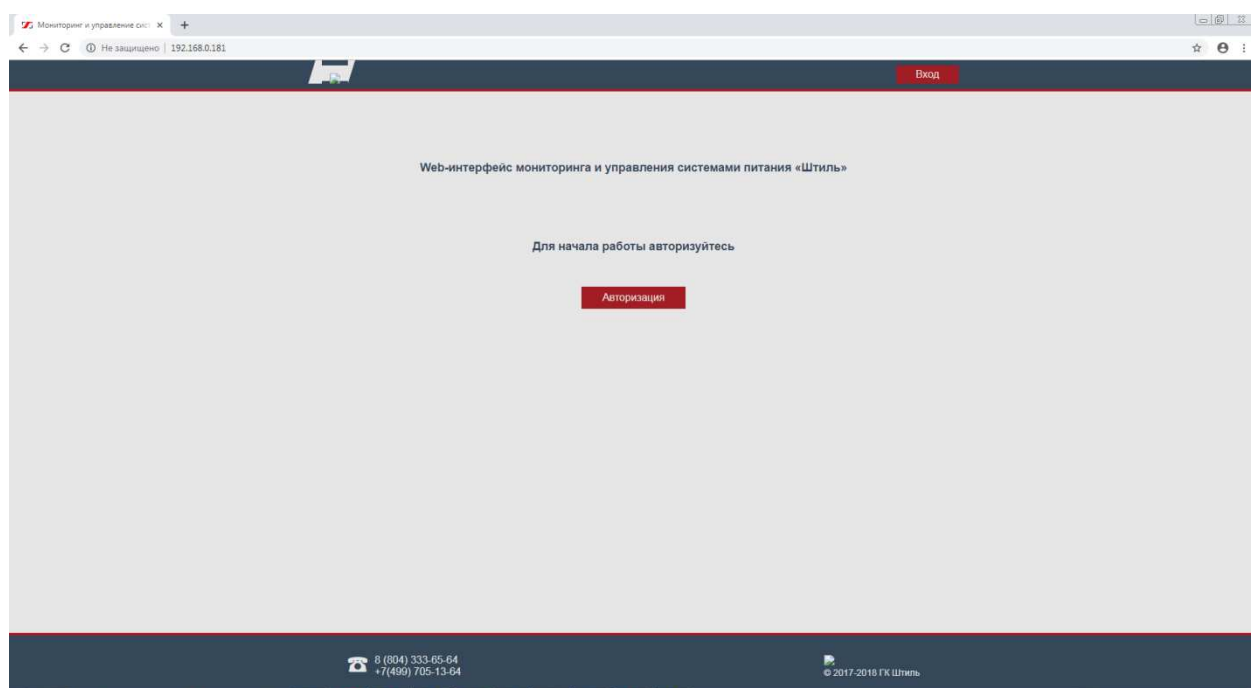 Мониторинг и управление сис
Не защищено | 192.168.0.181
Вход
Web-интерфейс мониторинга и управления системами питания «Штиль»
Для начала работы авторизуйтесь
Авторизация
8 (804) 333-65-64
+7(499) 705-13-64
© 2017-2018 ГК Штиль